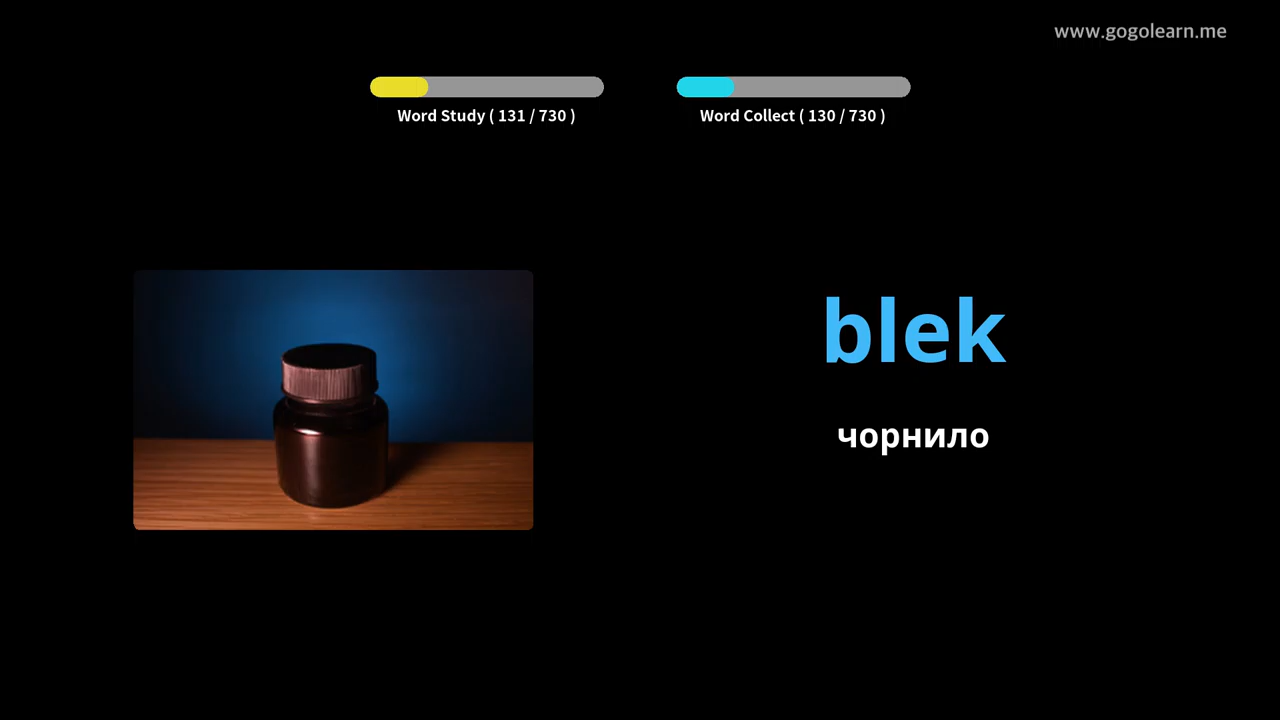 www.gogolearn.me
Word Study ( 131 / 730 )
Word Collect ( 130 / 730 )
blek
чорнило